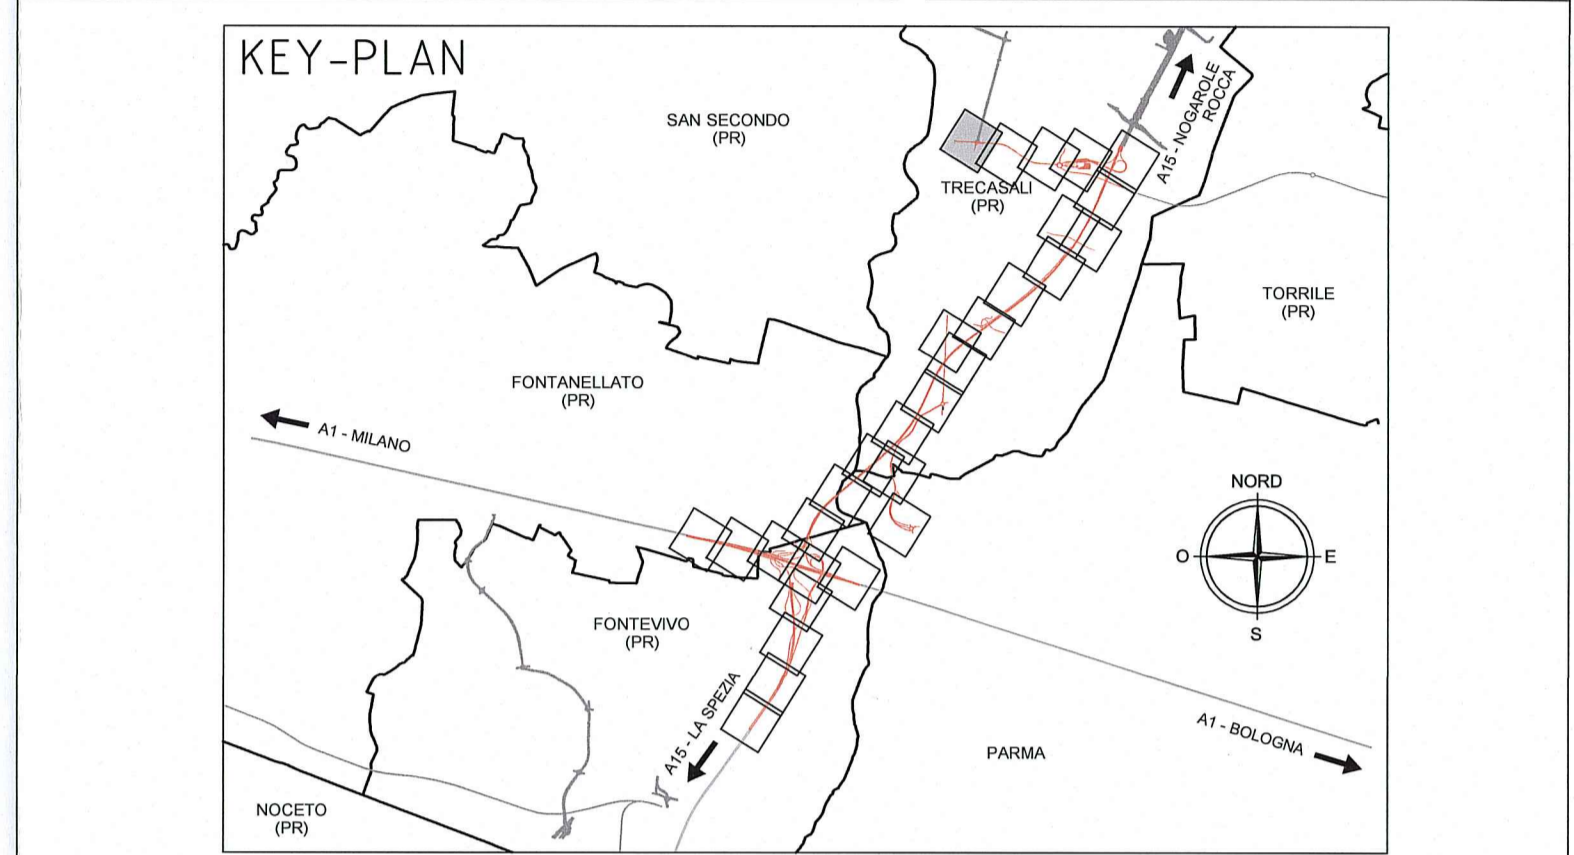 KEY-PLAN
SAN SECONDO
(PR)
A15 - NOGAROLE
ROCCA
TRECASALI
(PR)
TORRILE
(PR)
FONTANELLATO
(PR)
A1 - MILANO
NORD
O
E
S
FONTEVIVO
(PR)
A15 - LA SPEZIA
A1 - BOLOGNA
PARMA
NOCETO
(PR)